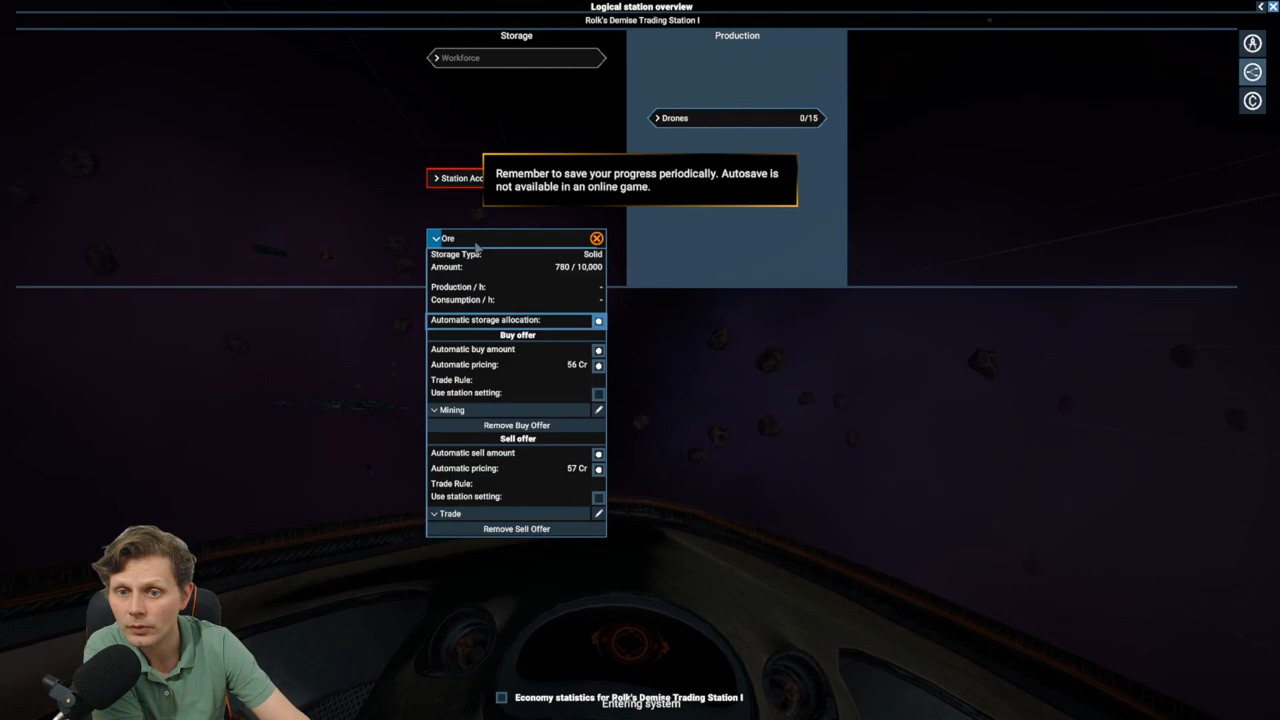 Logical station overview
Rolk's Demise Trading Station I
Storage
Production
Workforce
Drones 0/15
Remember to save your progress periodically. Autosave is
not available in an online game.
Station Acc
Ore
Storage Type: Solid
Amount: 780 / 10,000
Production / h: -
Consumption / h: -
Automatic storage allocation:
Buy offer
Automatic buy amount
Automatic pricing: 56 Cr
Trade Rule:
Use station setting:
Mining
Remove Buy Offer
Sell offer
Automatic sell amount
Automatic pricing: 57 Cr
Trade Rule:
Use station setting:
Trade
Remove Sell Offer
Economy statistics for Rolk's Demise Trading Station I
Entering system